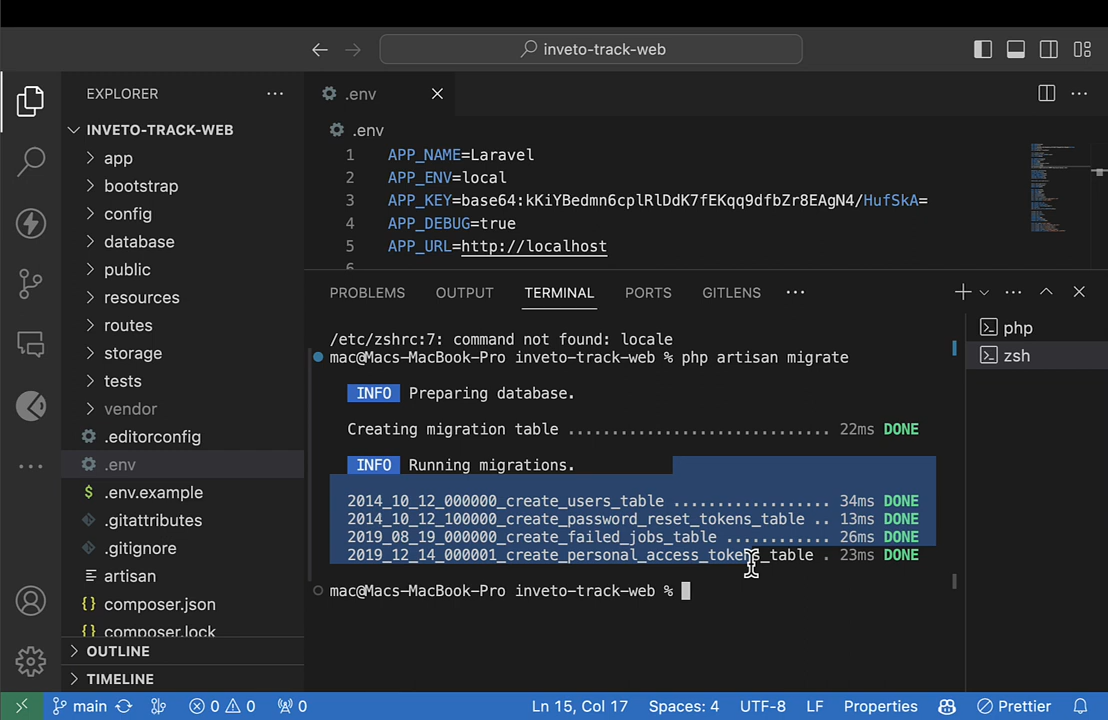 inveto-track-web
EXPLORER
INVETO-TRACK-WEB
app
bootstrap
config
database
public
resources
routes
storage
tests
vendor
.editorconfig
.env
$ .env.example
.gitattributes
.gitignore
artisan
{} composer.json
{} composer.lock
OUTLINE
TIMELINE
.env
.env
1 APP_NAME=Laravel
2 APP_ENV=local
3 APP_KEY=base64:kKiYBedmn6cplRlDdK7fEKqq9dfbZr8EAgN4/HufSkA=
4 APP_DEBUG=true
5 APP_URL=http://localhost
6
PROBLEMS OUTPUT TERMINAL PORTS GITLENS ...
/etc/zshrc:7: command not found: locale
mac@Macs-MacBook-Pro inveto-track-web % php artisan migrate
INFO Preparing database.
Creating migration table ............................. 22ms DONE
INFO Running migrations.
2014_10_12_000000_create_users_table .................. 34ms DONE
2014_10_12_100000_create_password_reset_tokens_table .. 13ms DONE
2019_08_19_000000_create_failed_jobs_table ............ 26ms DONE
2019_12_14_000001_create_personal_access_tokens_table . 23ms DONE
mac@Macs-MacBook-Pro inveto-track-web %
php
zsh
main 0 0 0 Ln 15, Col 17 Spaces: 4 UTF-8 LF Properties Prettier